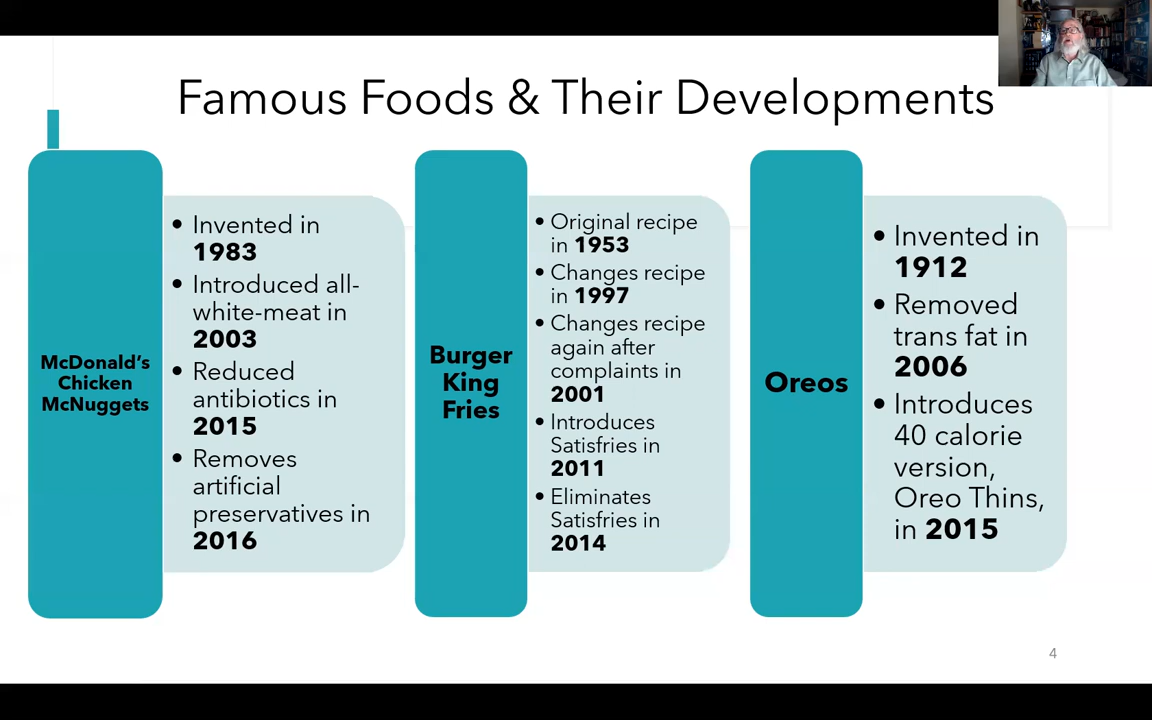 Famous Foods & Their Developments
McDonald's
Chicken
McNuggets
• Invented in
1983
• Introduced all-
white-meat in
2003
• Reduced
antibiotics in
2015
• Removes
artificial
preservatives in
2016
Burger
King
Fries
• Original recipe
in 1953
• Changes recipe
in 1997
• Changes recipe
again after
complaints in
2001
• Introduces
Satisfries in
2011
• Eliminates
Satisfries in
2014
Oreos
• Invented in
1912
• Removed
trans fat in
2006
• Introduces
40 calorie
version,
Oreo Thins,
in 2015
4